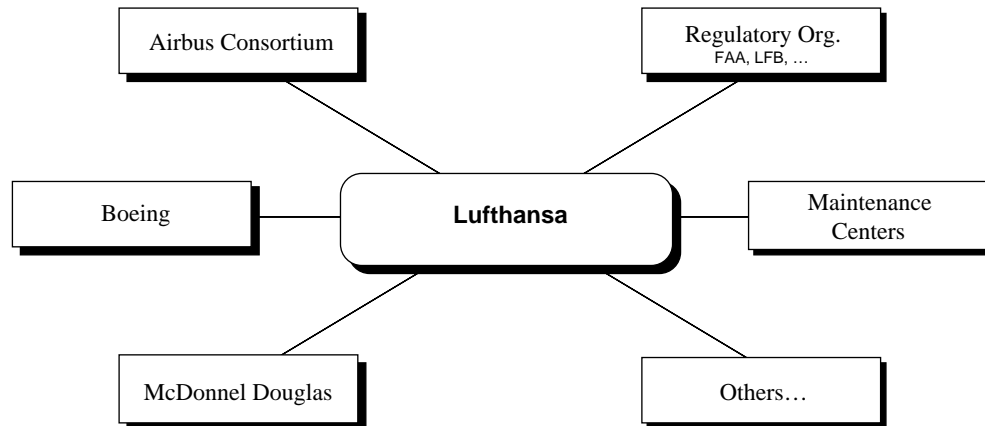 Airbus Consortium
Regulatory Org.
FAA, LFB, …
Boeing
Lufthansa
Maintenance
Centers
McDonnel Douglas
Others…